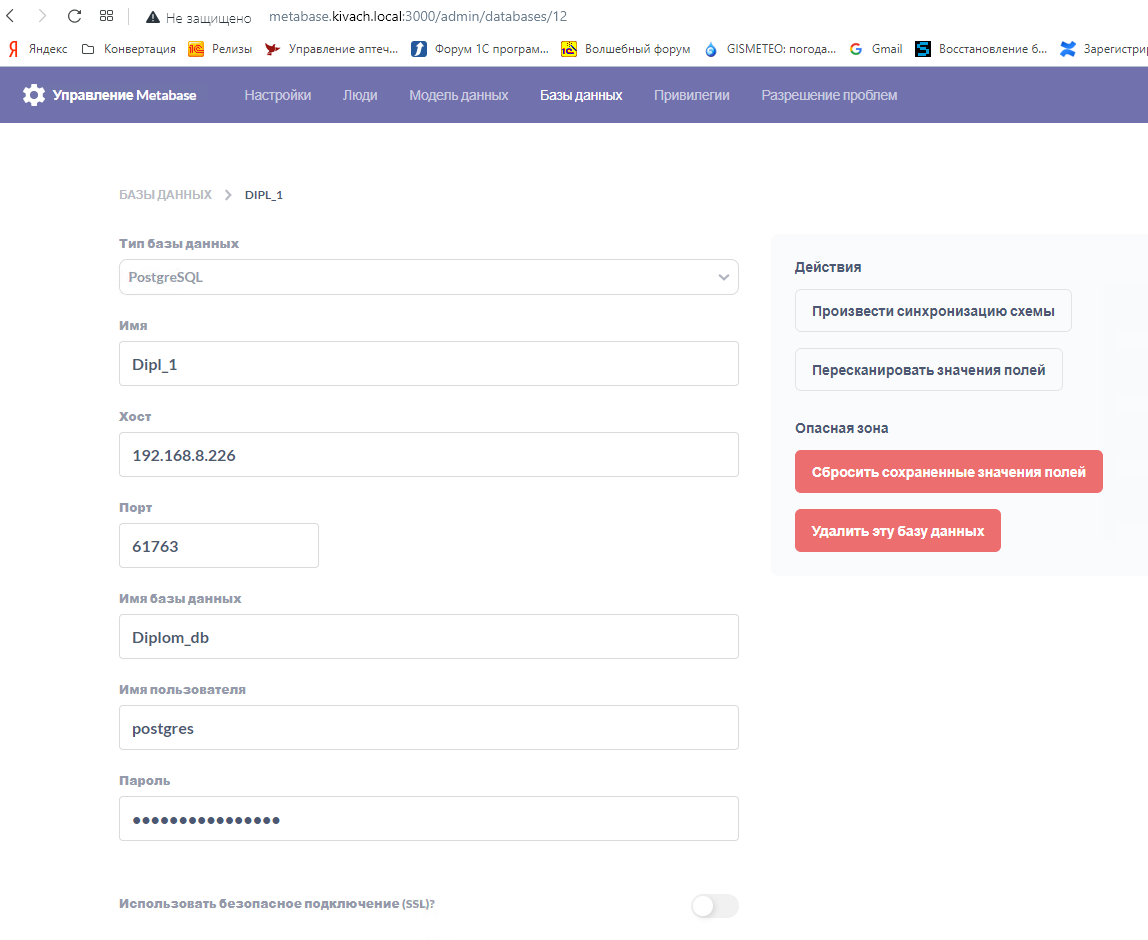 Не защищено metabase.kivach.local:3000/admin/databases/12
Яндекс Конвертация Релизы Управление аптеч... Форум 1С програм... Волшебный форум GISMETEO: погода... Gmail Восстановление б... Зарегистри
Управление Metabase Настройки Люди Модель данных Базы данных Привилегии Разрешение проблем
БАЗЫ ДАННЫХ DIPL_1
Тип базы данных
PostgreSQL
Имя
Dipl_1
Хост
192.168.8.226
Порт
61763
Имя базы данных
Diplom_db
Имя пользователя
postgres
Пароль
••••••••••••••••
Использовать безопасное подключение (SSL)?
Действия
Произвести синхронизацию схемы
Пересканировать значения полей
Опасная зона
Сбросить сохраненные значения полей
Удалить эту базу данных